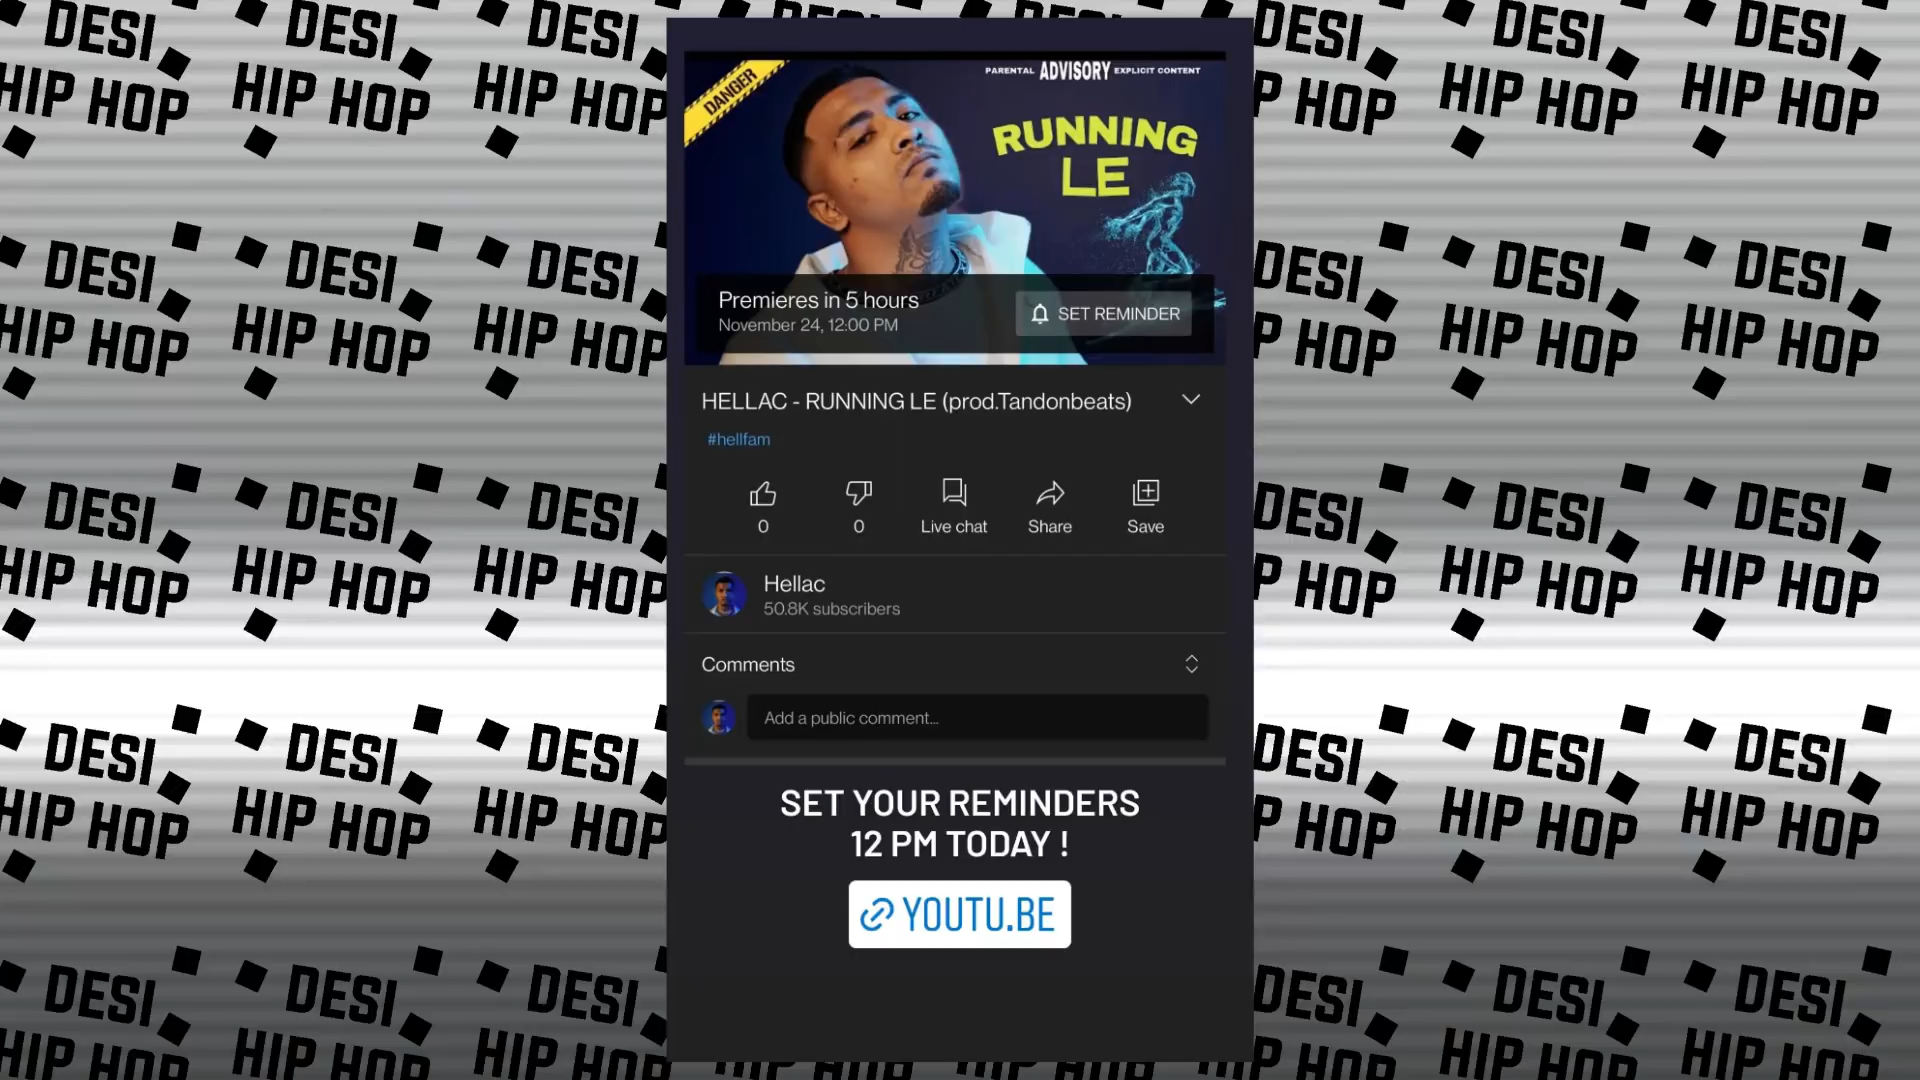 DANGER
PARENTAL ADVISORY EXPLICIT CONTENT
RUNNING
LE
Premieres in 5 hours
November 24, 12:00 PM
SET REMINDER
HELLAC - RUNNING LE (prod.Tandonbeats)
#hellfam
0
0
Live chat
Share
Save
Hellac
50.8K subscribers
Comments
Add a public comment...
SET YOUR REMINDERS
12 PM TODAY !
YOUTU.BE
DESI
HIP HOP